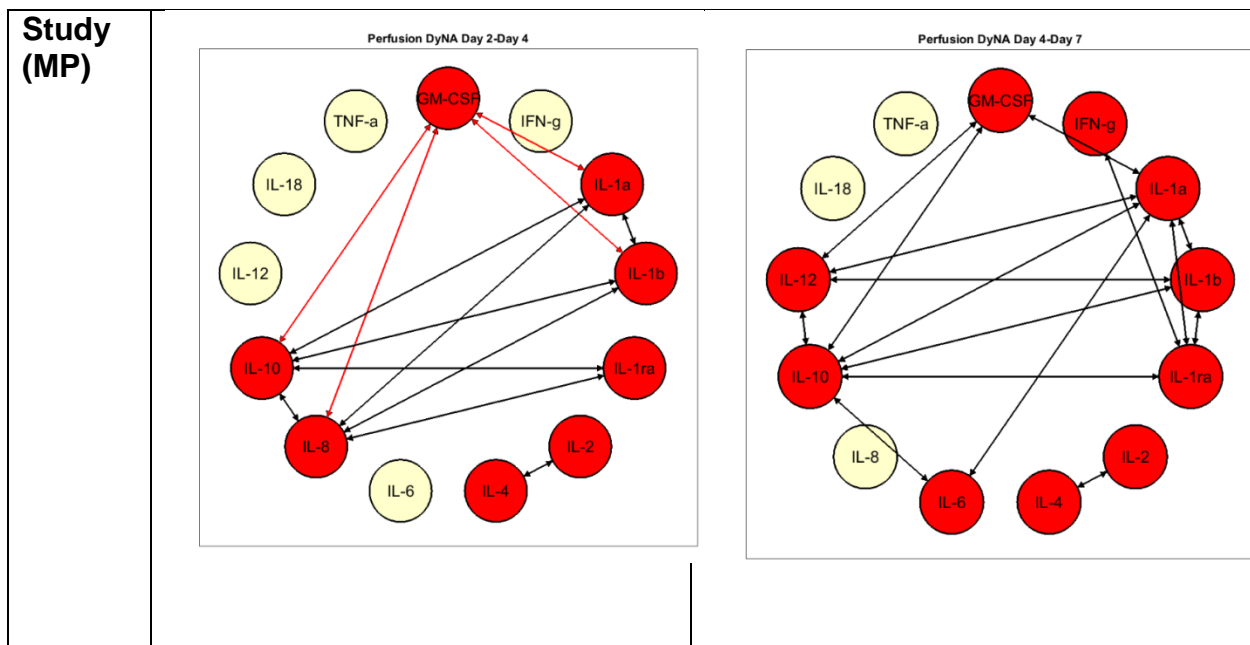 Study
(MP)
Perfusion DyNA Day 2-Day 4
GM-CSF
TNF-a
IFN-g
IL-18
IL-1a
IL-12
IL-1b
IL-10
IL-1ra
IL-8
IL-2
IL-6
IL-4
Perfusion DyNA Day 4-Day 7
GM-CSF
TNF-a
IFN-g
IL-18
IL-1a
IL-12
IL-1b
IL-10
IL-1ra
IL-8
IL-2
IL-6
IL-4